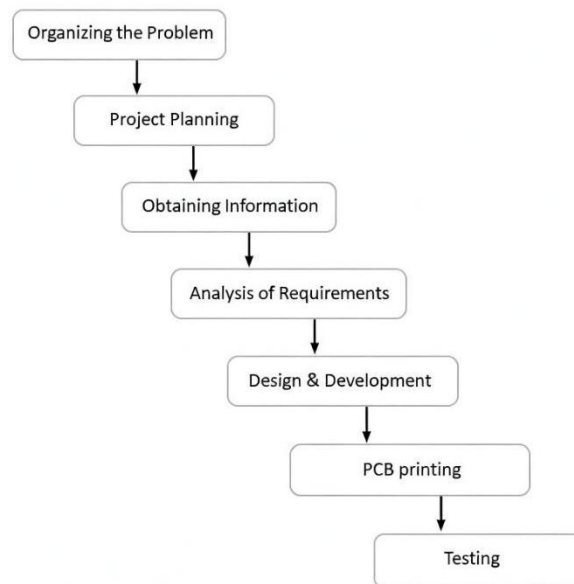 Organizing the Problem
Project Planning
Obtaining Information
Analysis of Requirements
Design & Development
PCB printing
Testing